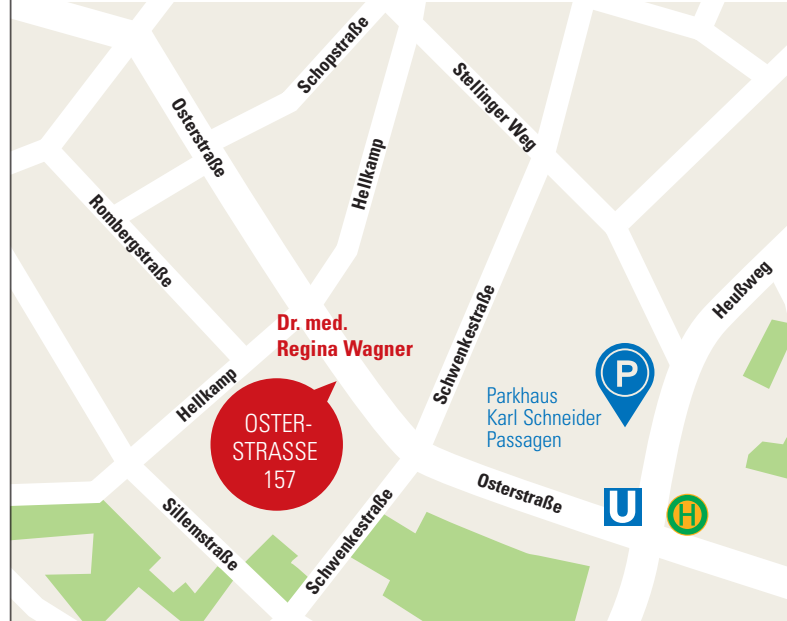 Schopstraße
Stellinger Weg
Osterstraße
Hellkamp
Rombergstraße
Heußweg
Dr. med.
Regina Wagner
Schwenkestraße
P
Parkhaus
Karl Schneider
Passagen
Hellkamp
OSTER-
STRASSE
157
Osterstraße
U
H
Sillemstraße
Schwenkestraße